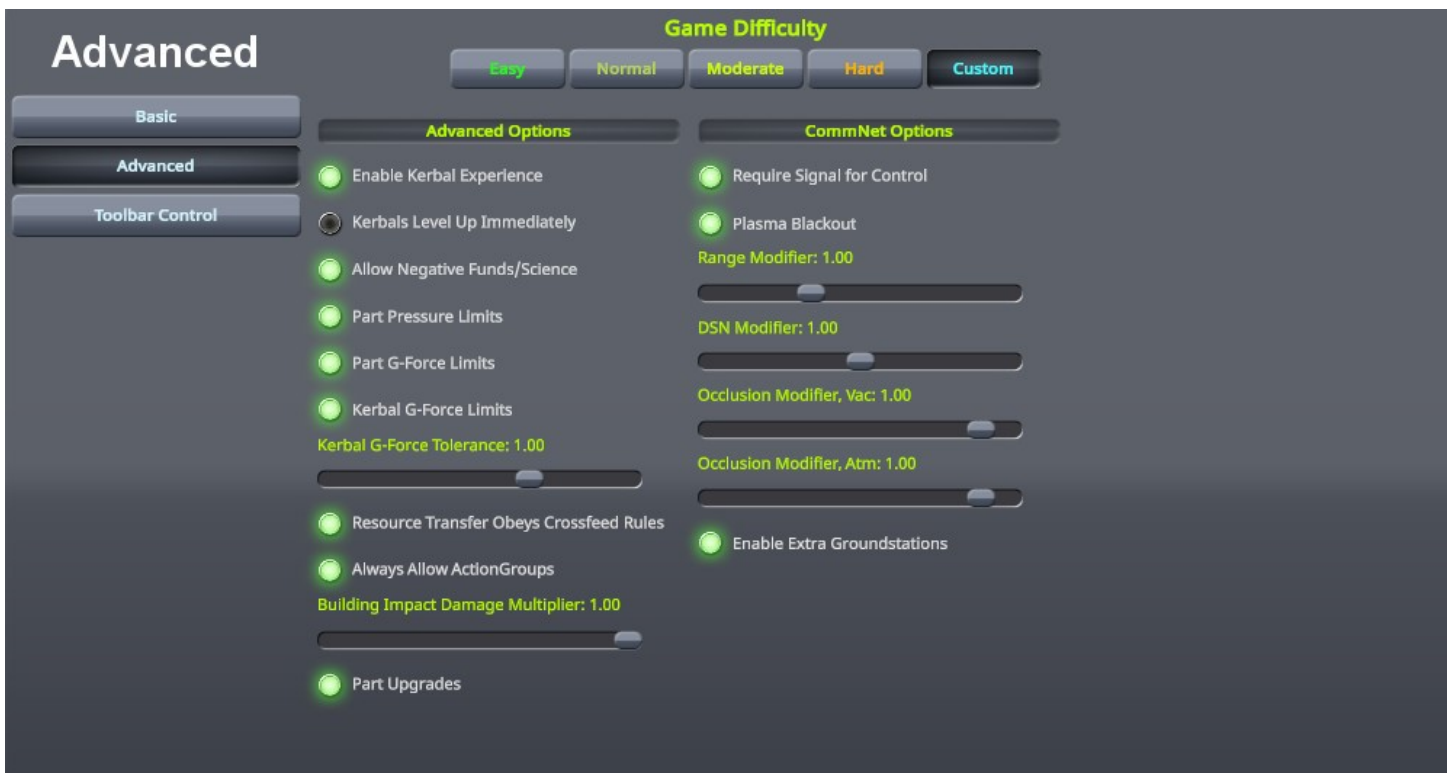 Advanced
Game Difficulty
Easy Normal Moderate Hard Custom
Basic
Advanced
Toolbar Control
Advanced Options
Enable Kerbal Experience
Kerbals Level Up Immediately
Allow Negative Funds/Science
Part Pressure Limits
Part G-Force Limits
Kerbal G-Force Limits
Kerbal G-Force Tolerance: 1.00
Resource Transfer Obeys Crossfeed Rules
Always Allow ActionGroups
Building Impact Damage Multiplier: 1.00
Part Upgrades
CommNet Options
Require Signal for Control
Plasma Blackout
Range Modifier: 1.00
DSN Modifier: 1.00
Occlusion Modifier, Vac: 1.00
Occlusion Modifier, Atm: 1.00
Enable Extra Groundstations